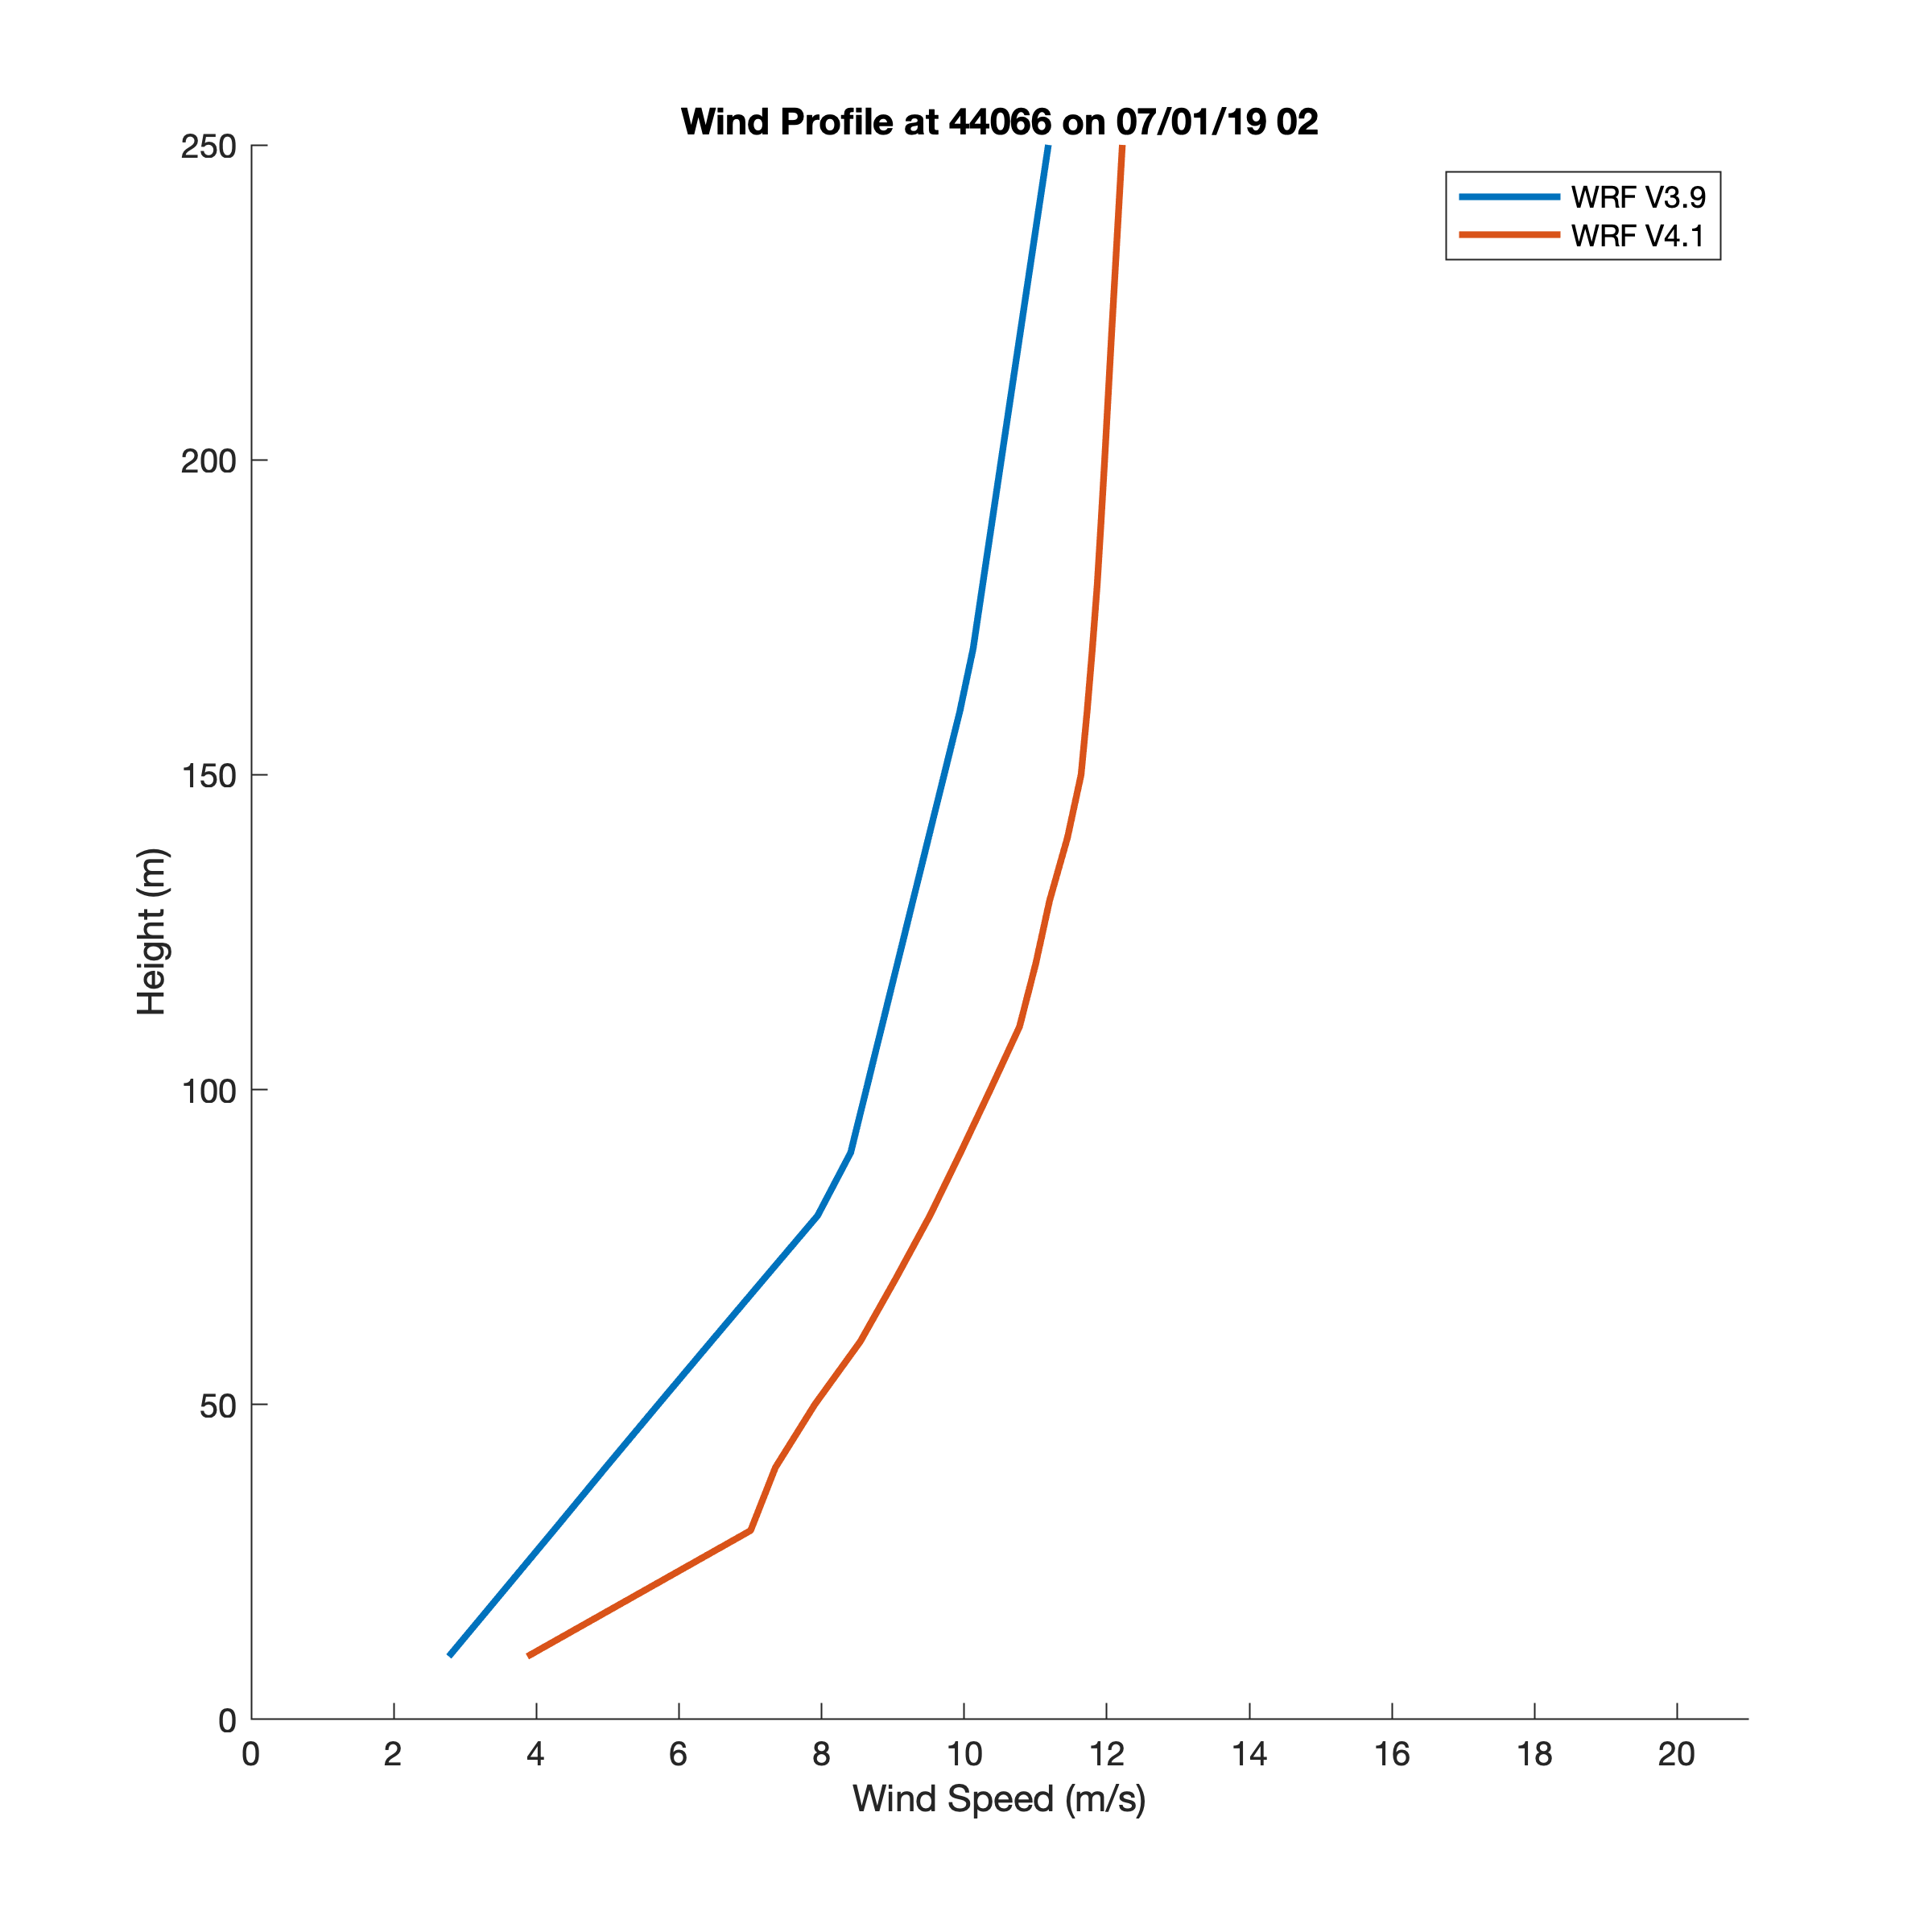 Wind Profile at 44066 on 07/01/19 02
250
WRF V3.9
WRF V4.1
200
150
Height (m)
100
50
0
0 2 4 6 8 10 12 14 16 18 20
Wind Speed (m/s)